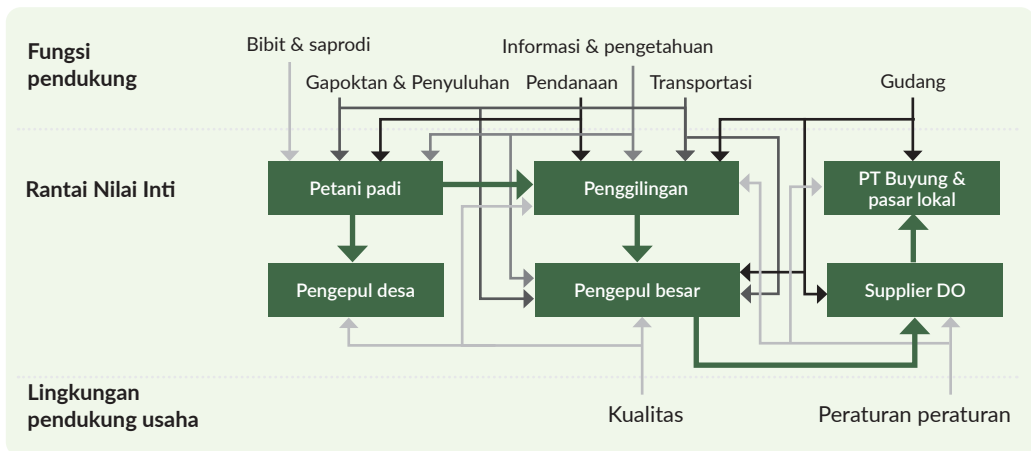 Fungsi
pendukung
Bibit & saprodi
Informasi & pengetahuan
Gapoktan & Penyuluhan
Pendanaan
Transportasi
Gudang
Rantai Nilai Inti
Petani padi
Penggilingan
PT Buyung &
pasar lokal
Pengepul desa
Pengepul besar
Supplier DO
Lingkungan
pendukung usaha
Kualitas
Peraturan peraturan